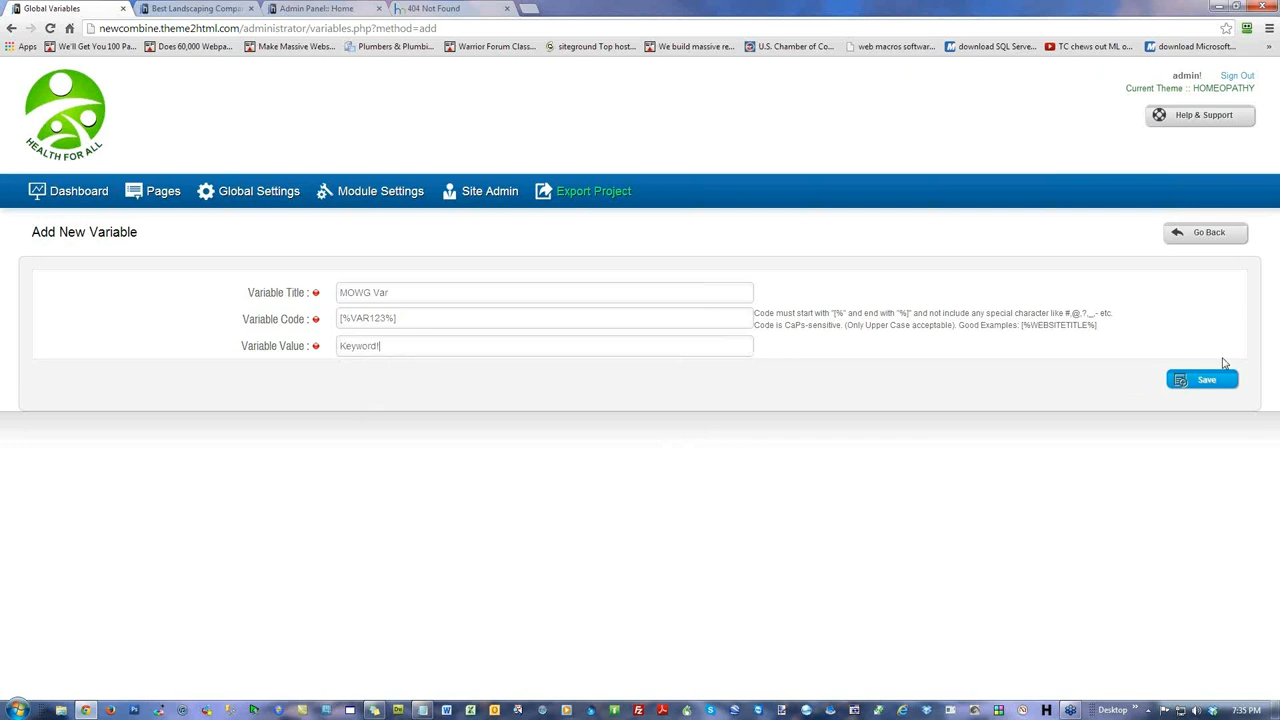 Global Variables
Best Landscaping Compa
Admin Panel:: Home
404 Not Found
newcombine.theme2html.com/administrator/variables.php?method=add
Apps
We'll Get You 100 Pa...
Does 60,000 Webpa...
Make Massive Webs...
Plumbers & Plumbi...
Warrior Forum Class...
siteground Top host...
We build massive re...
U.S. Chamber of Co...
web macros softwar...
download SQL Serve...
TC chews out ML o...
download Microsoft...
HEALTH FOR ALL
admin!
Sign Out
Current Theme :: HOMEOPATHY
Help & Support
Dashboard
Pages
Global Settings
Module Settings
Site Admin
Export Project
Add New Variable
Go Back
Variable Title :
MOWG Var
Variable Code :
[%VAR123%]
Code must start with "[%" and end with "%]" and not include any special character like #,@,?,_,- etc.
Code is CaPs-sensitive. (Only Upper Case acceptable). Good Examples: [%WEBSITETITLE%]
Variable Value :
Keyword!
Save
Desktop
7:35 PM